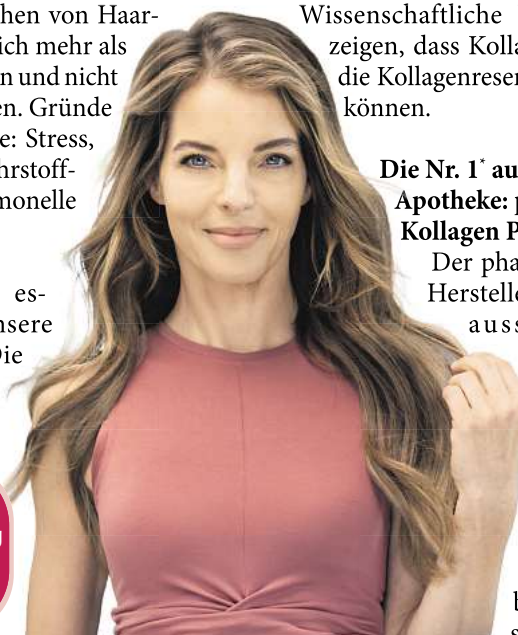 hen von Haar-
ich mehr als
n und nicht
en. Gründe
e: Stress,
hrstoff-
monelle
es-
nsere
Die
Wissenschaftliche
zeigen, dass Kolla
die Kollagenreser
können.
Die Nr. 1* au
Apotheke: p
Kollagen P
Der pha
Herstelle
auss
b
s